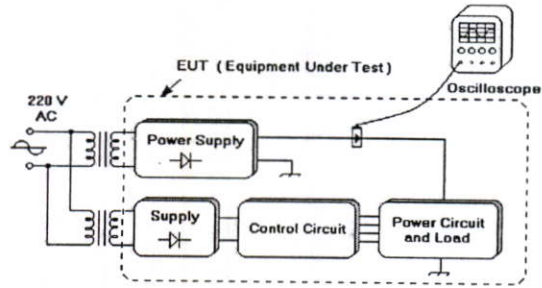 EUT ( Equipment Under Test )
Oscilloscope
220 V
AC
Power Supply
Supply
Control Circuit
Power Circuit
and Load